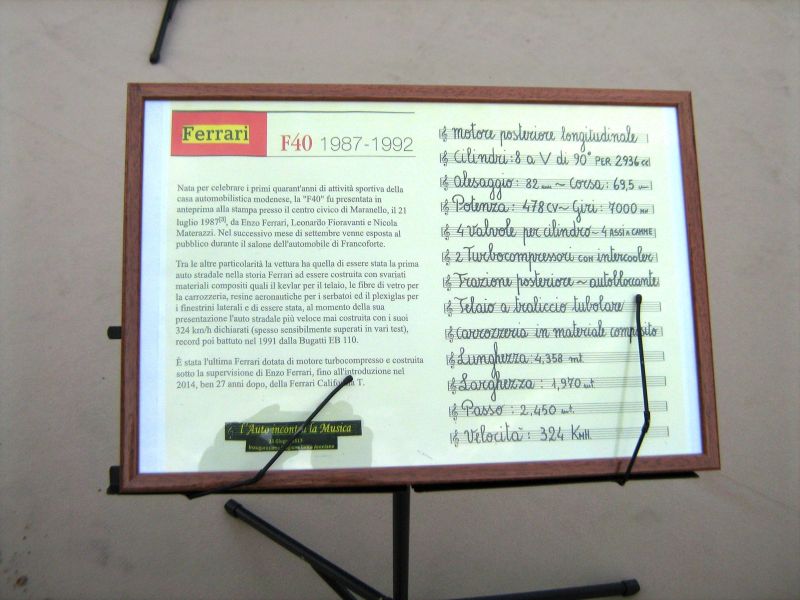 Ferrari
F40 1987-1992
Nata per celebrare i primi quarant'anni di attività sportiva della
casa automobilistica modenese, la "F40" fu presentata in
anteprima alla stampa presso il centro civico di Maranello, il 21
luglio 1987[3], da Enzo Ferrari, Leonardo Fioravanti e Nicola
Materazzi. Nel successivo mese di settembre venne esposta al
pubblico durante il salone dell'automobile di Francoforte.
Tra le altre particolarità la vettura ha quella di essere stata la prima
auto stradale nella storia Ferrari ad essere costruita con svariati
materiali compositi quali il kevlar per il telaio, le fibre di vetro per
la carrozzeria, resine aeronautiche per i serbatoi ed il plexiglas per
i finestrini laterali e di essere stata, al momento della sua
presentazione l'auto stradale più veloce mai costruita con i suoi
324 km/h dichiarati (spesso sensibilmente superati in vari test),
record poi battuto nel 1991 dalla Bugatti EB 110.
È stata l'ultima Ferrari dotata di motore turbocompresso e costruita
sotto la supervisione di Enzo Ferrari, fino all'introduzione nel
2014, ben 27 anni dopo, della Ferrari California T.
l'Auto incontra la Musica
motore posteriore longitudinale
Cilindri: 8 a V di 90° PER 2936 cc
Alesaggio: 82 mm ~ Corsa: 69,5 mm
Potenza: 478 CV ~ Giri: 7000
4 Valvole per cilindro ~ 4 ASSI a CAMME
2 Turbocompressori CON intercooler
Trazione posteriore ~ autobloccante
Telaio a traliccio tubolare
Carrozzeria in materiale composito
Lunghezza: 4,358 mt
Larghezza: 1,970 mt
Passo: 2,450 mt.
Velocità: 324 KMH